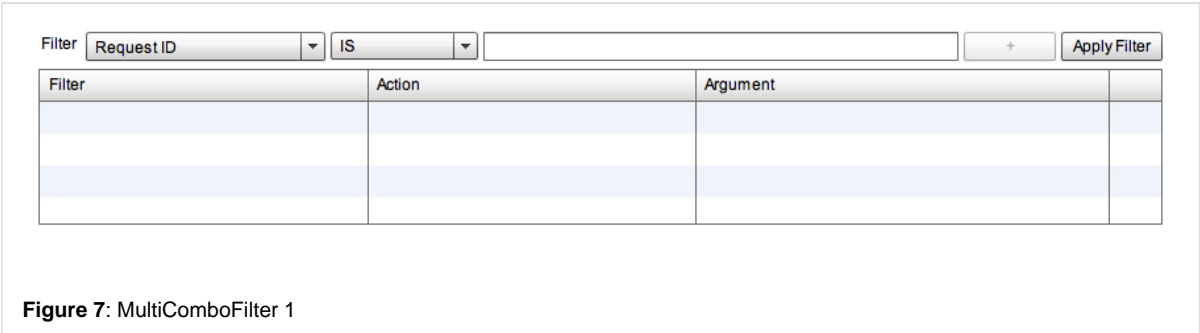 Filter Request ID IS + Apply Filter
Filter Action Argument
Figure 7: MultiComboFilter 1